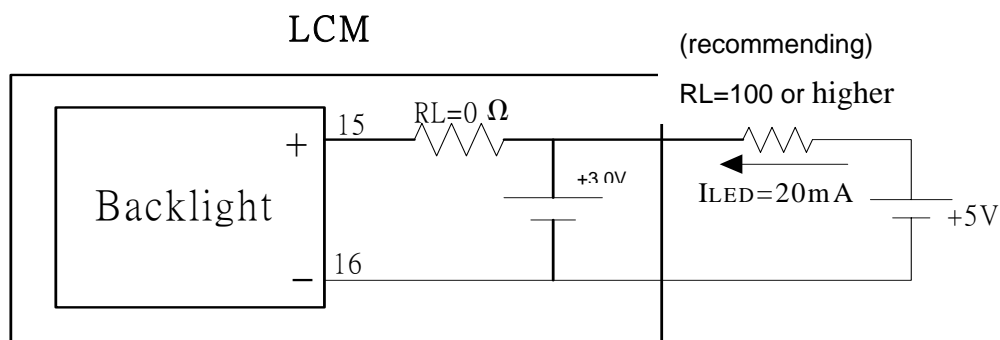 LCM
(recommending)
RL=100 or higher
RL=0 Ω
15
+
+3.0V
ILED=20mA
Backlight
+5V
16
−